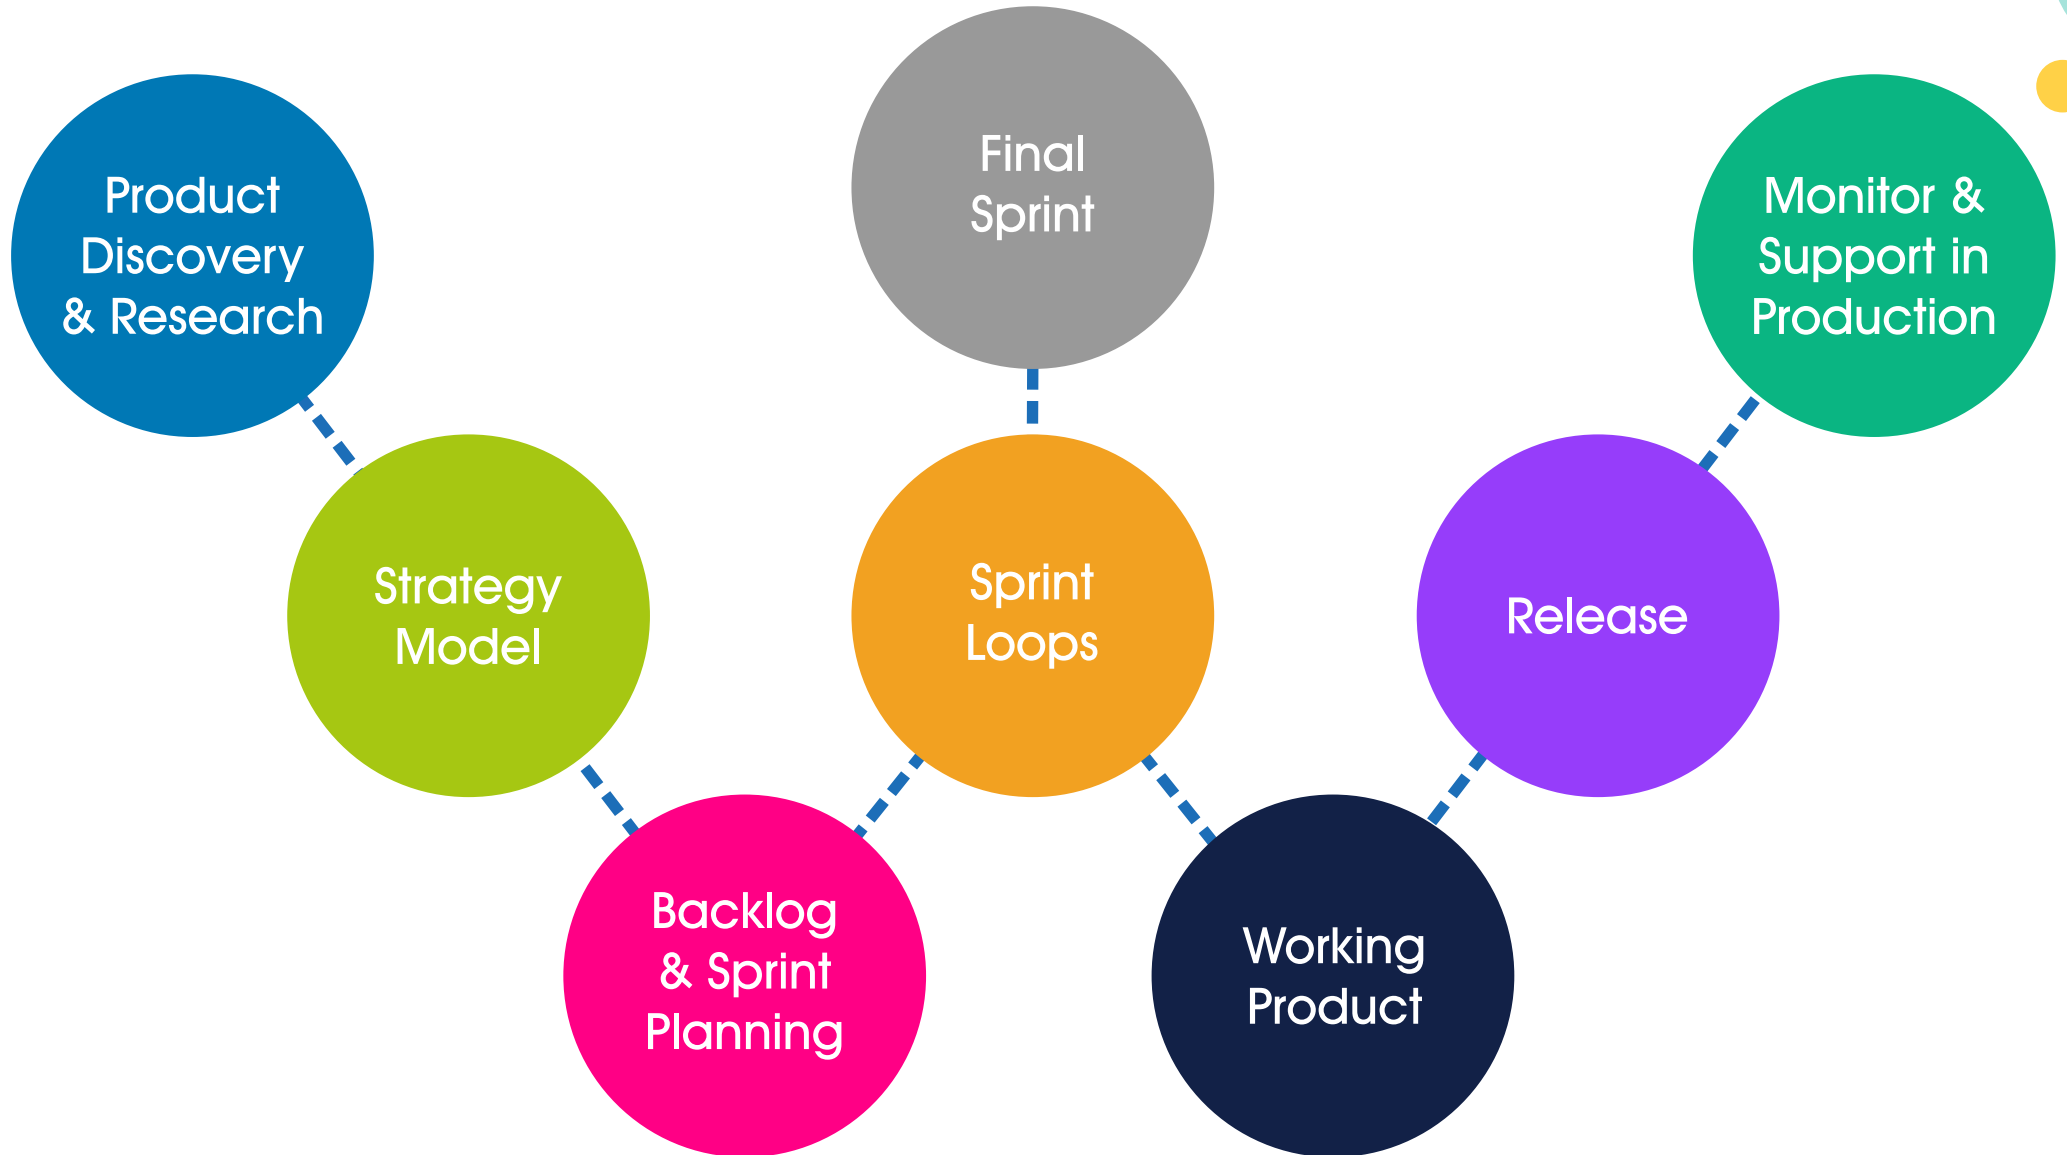 Product
Discovery
& Research
Strategy
Model
Backlog
& Sprint
Planning
Final
Sprint
Sprint
Loops
Working
Product
Release
Monitor &
Support in
Production